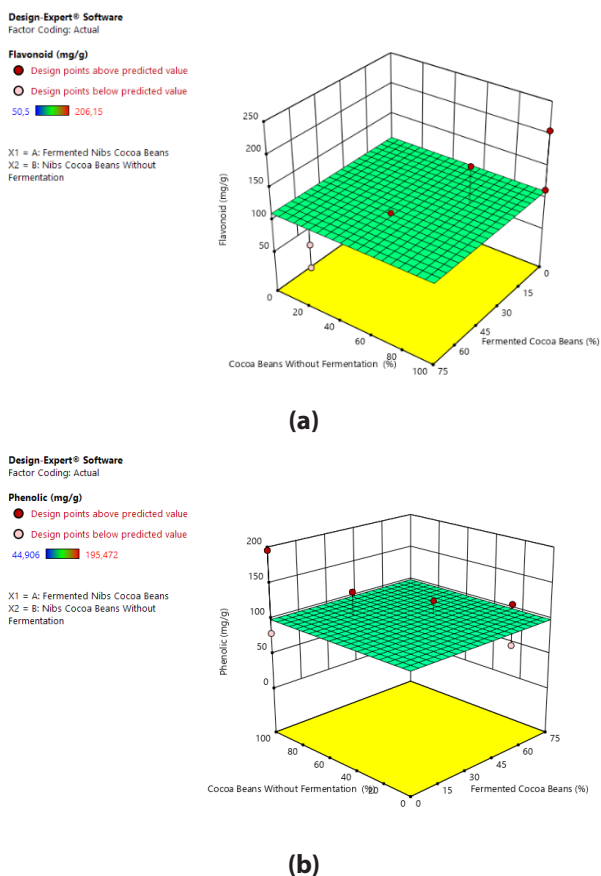 Design-Expert® Software
Factor Coding: Actual
Flavonoid (mg/g)
Design points above predicted value
Design points below predicted value
50,5 206,15
X1 = A: Fermented Nibs Cocoa Beans
X2 = B: Nibs Cocoa Beans Without
Fermentation
250
200
150
100
50
Flavonoid (mg/g)
0
20
40
60
80
100
Cocoa Beans Without Fermentation (%)
75
60
45
30
15
0
Fermented Cocoa Beans (%)
(a)
Design-Expert® Software
Factor Coding: Actual
Phenolic (mg/g)
Design points above predicted value
Design points below predicted value
44,906 195,472
X1 = A: Fermented Nibs Cocoa Beans
X2 = B: Nibs Cocoa Beans Without
Fermentation
200
150
100
50
0
Phenolic (mg/g)
100
80
60
40
20
0
Cocoa Beans Without Fermentation (%)
0
15
30
45
60
75
Fermented Cocoa Beans (%)
(b)